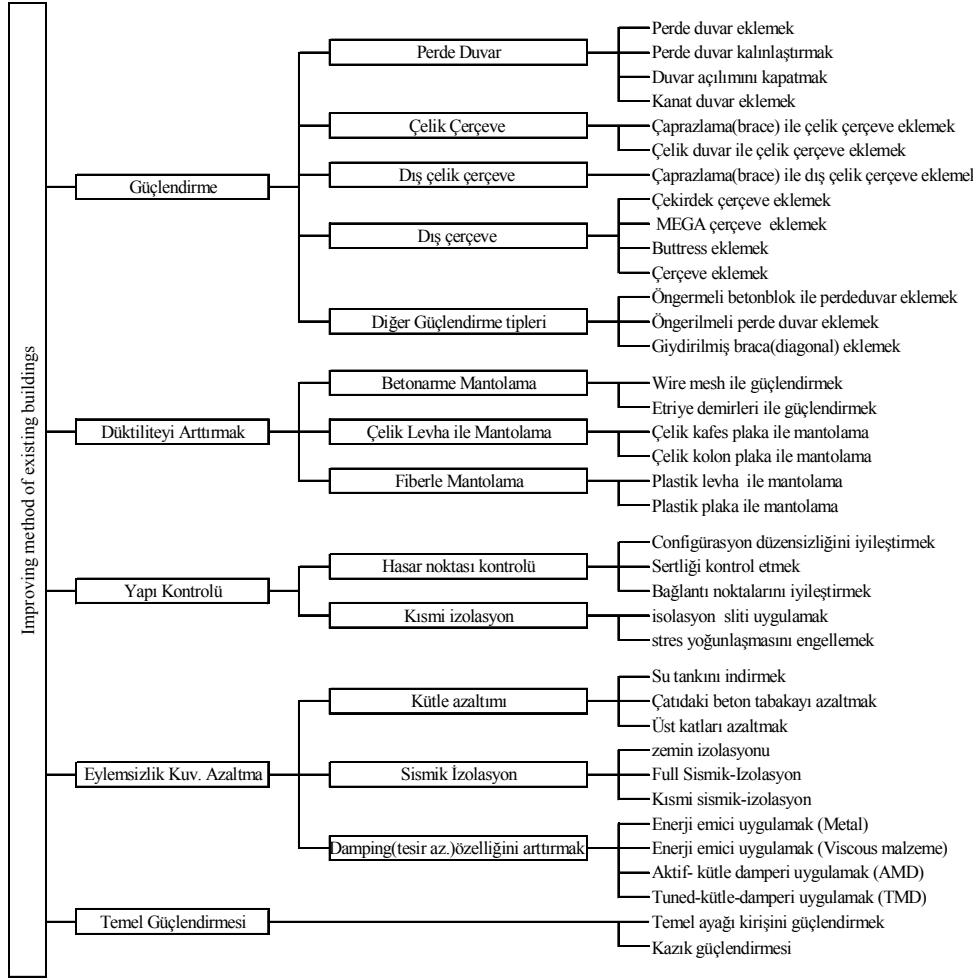 Improving method of existing buildings
Güçlendirme
Perde Duvar
Perde duvar eklemek
Perde duvar kalınlaştırmak
Duvar açılımını kapatmak
Kanat duvar eklemek
Çelik Çerçeve
Çaprazlama(brace) ile çelik çerçeve eklemek
Çelik duvar ile çelik çerçeve eklemek
Dış çelik çerçeve
Çaprazlama(brace) ile dış çelik çerçeve eklemek
Dış çerçeve
Çekirdek çerçeve eklemek
MEGA çerçeve eklemek
Buttress eklemek
Çerçeve eklemek
Diğer Güçlendirme tipleri
Öngermeli betonblok ile perdeduvar eklemek
Öngerilmeli perde duvar eklemek
Giydirilmiş braca(diagonal) eklemek
Düktiliteyi Arttırmak
Betonarme Mantolama
Wire mesh ile güçlendirmek
Etriye demirleri ile güçlendirmek
Çelik Levha ile Mantolama
Çelik kafes plaka ile mantolama
Çelik kolon plaka ile mantolama
Fiberle Mantolama
Plastik levha ile mantolama
Plastik plaka ile mantolama
Yapı Kontrolü
Hasar noktası kontrolü
Configürasyon düzensizliğini iyileştirmek
Sertliği kontrol etmek
Bağlantı noktalarını iyileştirmek
Kısmi izolasyon
isolasyon sliti uygulamak
stres yoğunlaşmasını engellemek
Eylemsizlik Kuv. Azaltma
Kütle azaltımı
Su tankını indirmek
Çatıdaki beton tabakayı azaltmak
Üst katları azaltmak
Sismik İzolasyon
zemin izolasyonu
Full Sismik-Izolasyon
Kısmi sismik-izolasyon
Damping(tesir az.)özelliğini arttırmak
Enerji emici uygulamak (Metal)
Enerji emici uygulamak (Viscous malzeme)
Aktif- kütle damperi uygulamak (AMD)
Tuned-kütle-damperi uygulamak (TMD)
Temel Güçlendirmesi
Temel ayağı kirişini güçlendirmek
Kazık güçlendirmesi